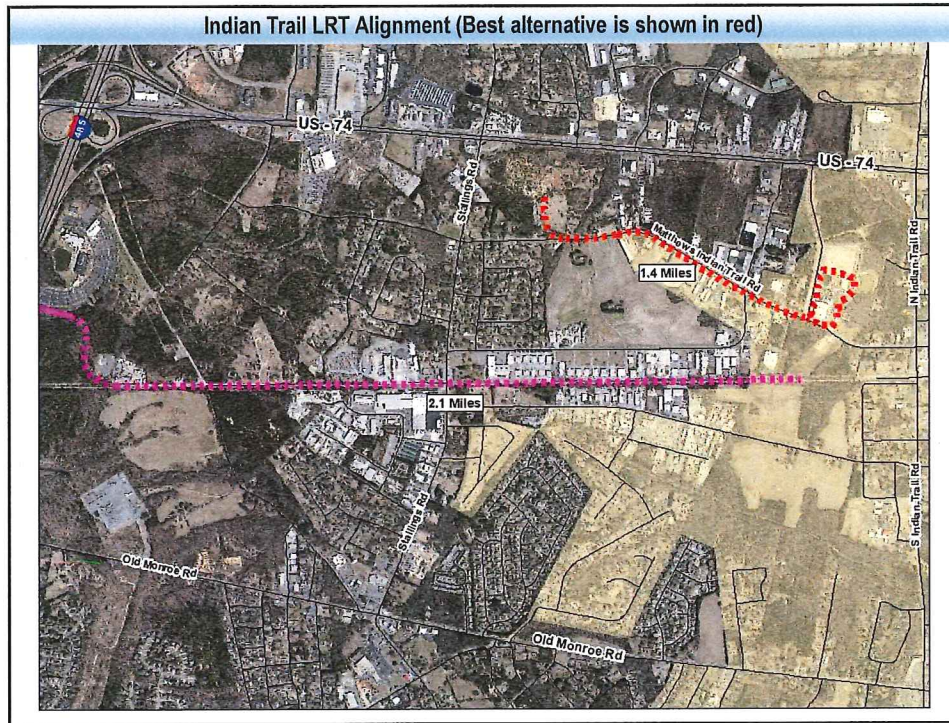 Indian Trail LRT Alignment (Best alternative is shown in red)
485
US - 74
US - 74
Stallings Rd
Matthews Indian Trail Rd
1.4 Miles
N Indian Trail Rd
2.1 Miles
Stallings Rd
S Indian Trail Rd
Old Monroe Rd
Old Monroe Rd